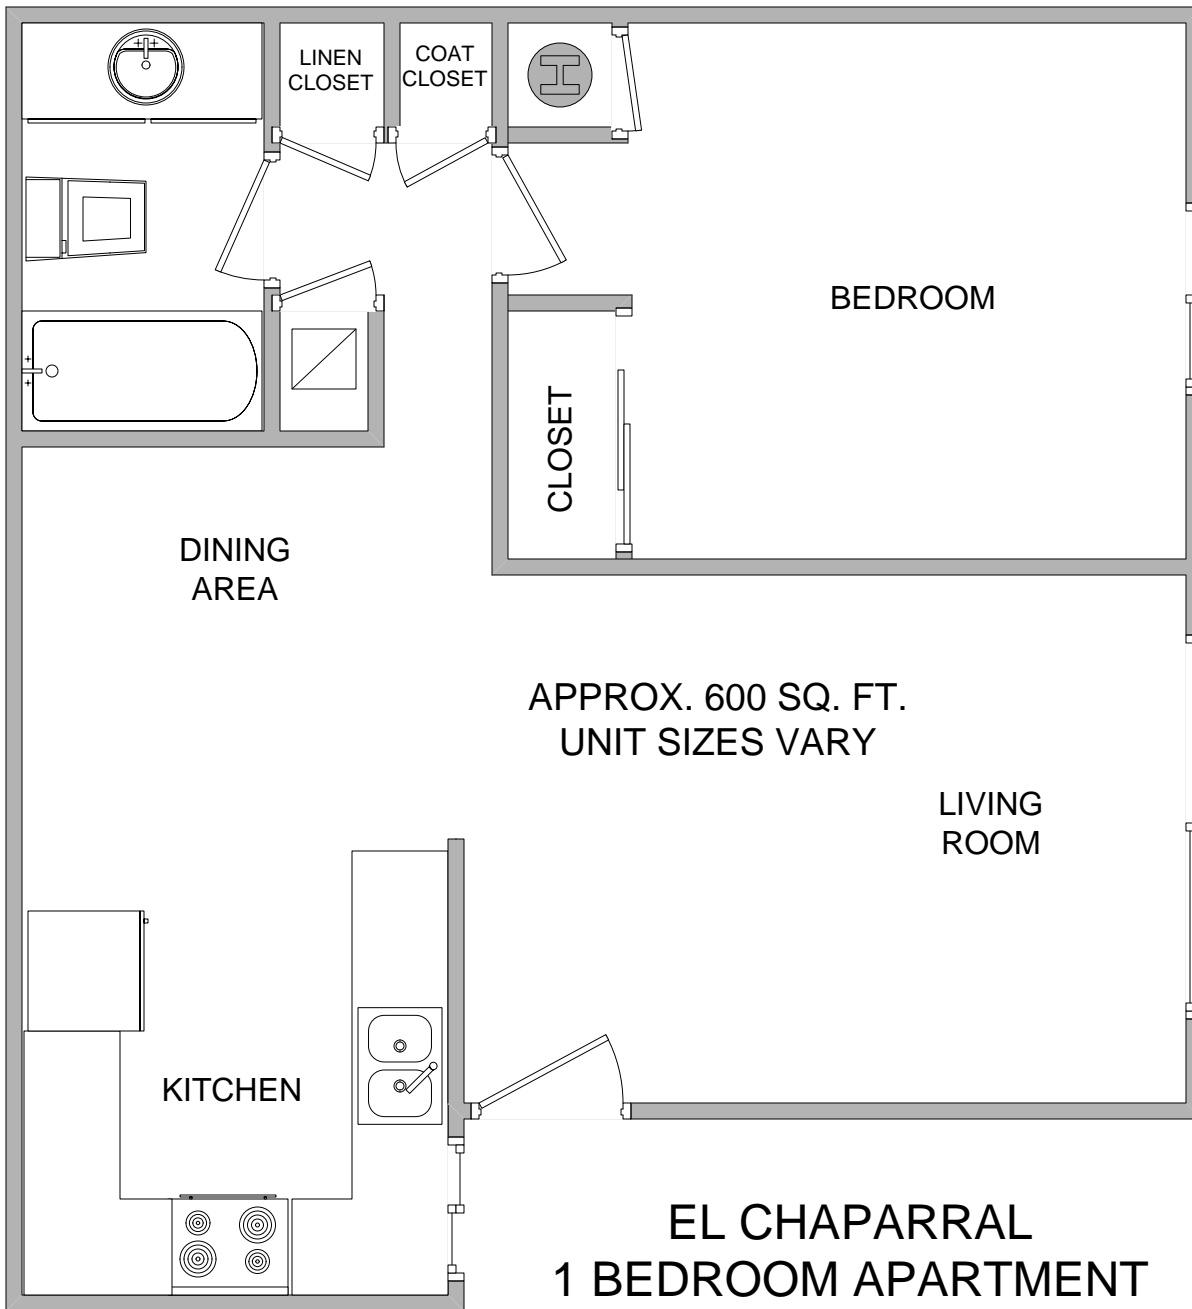 LINEN
CLOSET
COAT
CLOSET
BEDROOM
CLOSET
DINING
AREA
APPROX. 600 SQ. FT.
UNIT SIZES VARY
LIVING
ROOM
KITCHEN
EL CHAPARRAL
1 BEDROOM APARTMENT